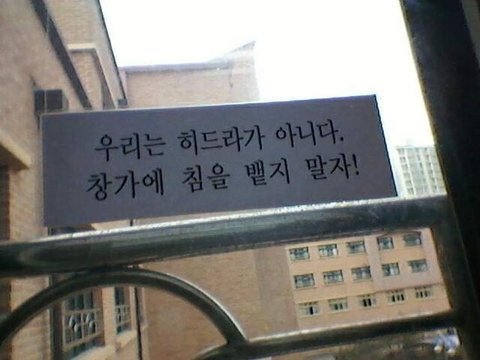 우리는 히드라가 아니다.
창가에 침을 뱉지 말자!